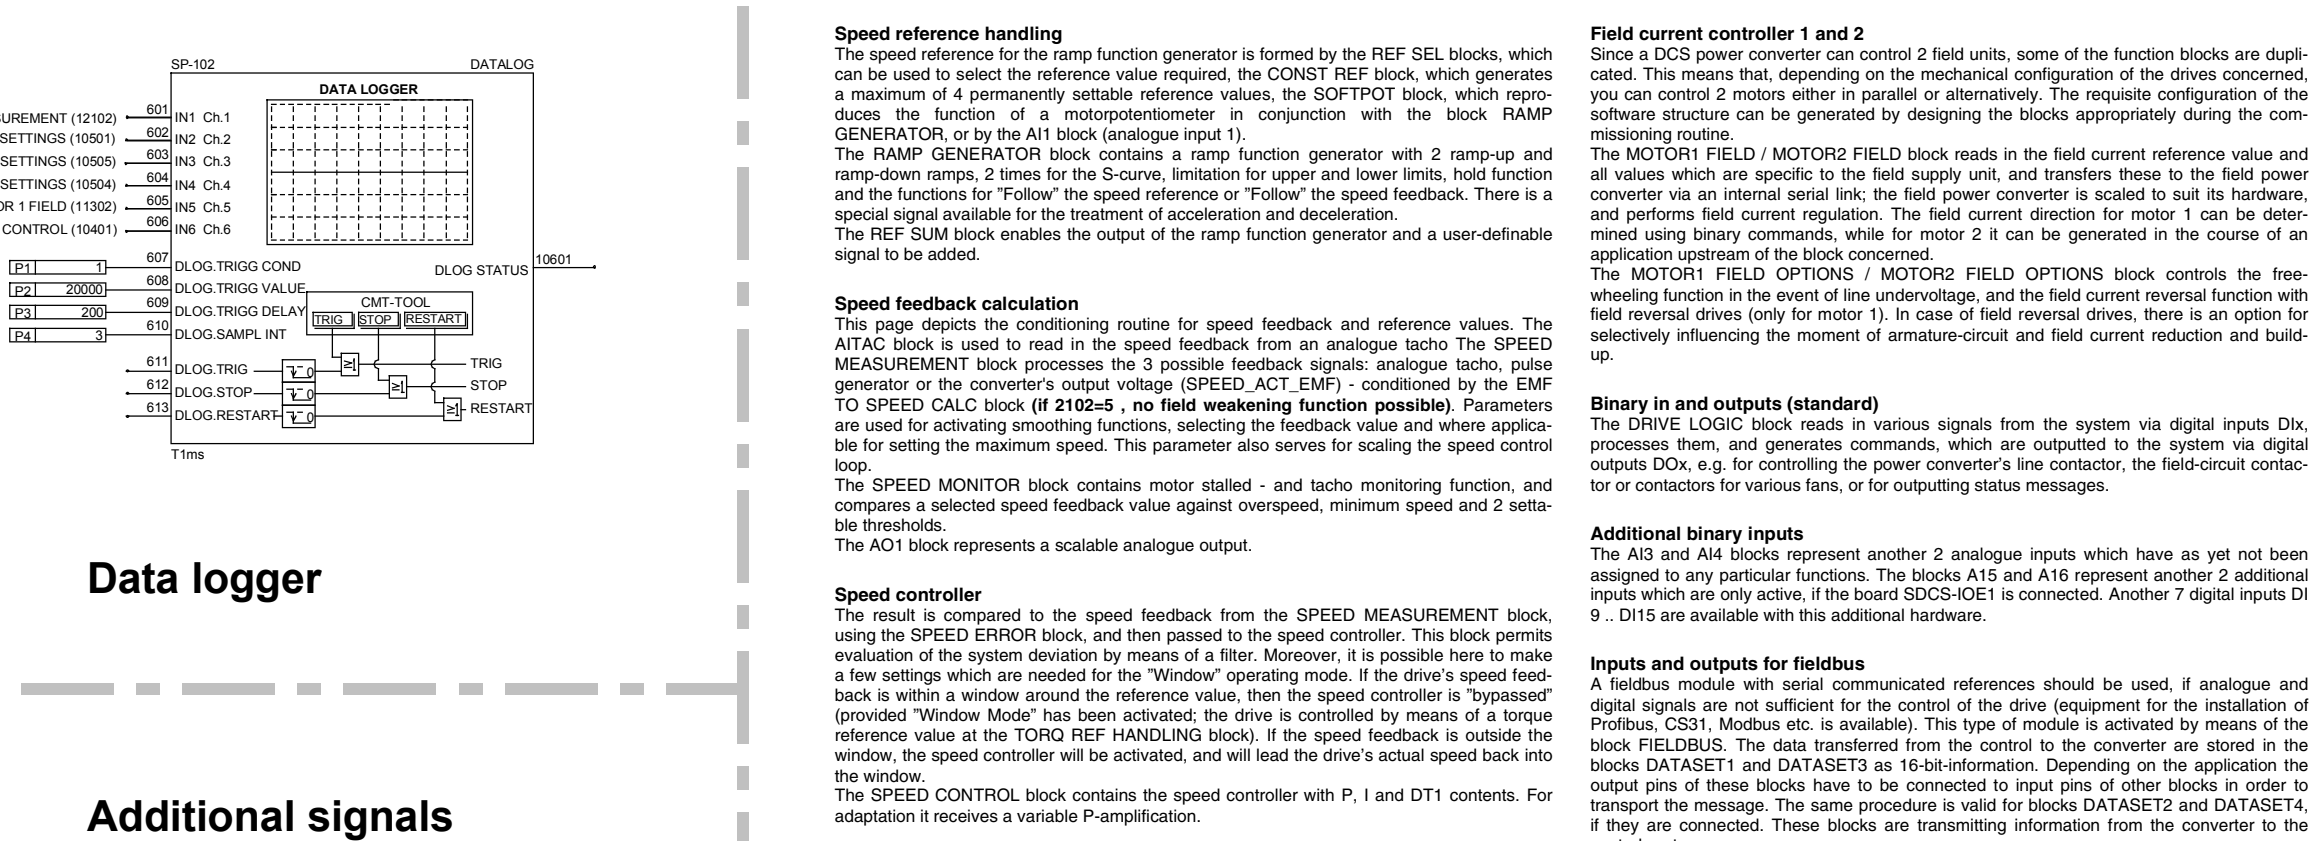 SP-102
DATALOG
DATA LOGGER
(12102) 601 IN1 Ch.1
SETTINGS (10501) 602 IN2 Ch.2
SETTINGS (10505) 603 IN3 Ch.3
SETTINGS (10504) 604 IN4 Ch.4
1 FIELD (11302) 605 IN5 Ch.5
CONTROL (10401) 606 IN6 Ch.6
P1 1 607 DLOG.TRIGG COND
DLOG STATUS 10601
P2 20000 608 DLOG.TRIGG VALUE
P3 200 609 DLOG.TRIGG DELAY
P4 3 610 DLOG.SAMPL INT
CMT-TOOL
TRIG STOP RESTART
611 DLOG.TRIG 0 ≥1 TRIG
612 DLOG.STOP 0 ≥1 STOP
613 DLOG.RESTART 0 ≥1 RESTART
T1ms
Data logger
Additional signals
Speed reference handling
The speed reference for the ramp function generator is formed by the REF SEL blocks, which
can be used to select the reference value required, the CONST REF block, which generates
a maximum of 4 permanently settable reference values, the SOFTPOT block, which repro-
duces the function of a motorpotentiometer in conjunction with the block RAMP
GENERATOR, or by the AI1 block (analogue input 1).
The RAMP GENERATOR block contains a ramp function generator with 2 ramp-up and
ramp-down ramps, 2 times for the S-curve, limitation for upper and lower limits, hold function
and the functions for ”Follow” the speed reference or ”Follow” the speed feedback. There is a
special signal available for the treatment of acceleration and deceleration.
The REF SUM block enables the output of the ramp function generator and a user-definable
signal to be added.
Speed feedback calculation
This page depicts the conditioning routine for speed feedback and reference values. The
AITAC block is used to read in the speed feedback from an analogue tacho The SPEED
MEASUREMENT block processes the 3 possible feedback signals: analogue tacho, pulse
generator or the converter's output voltage (SPEED_ACT_EMF) - conditioned by the EMF
TO SPEED CALC block (if 2102=5 , no field weakening function possible). Parameters
are used for activating smoothing functions, selecting the feedback value and where applica-
ble for setting the maximum speed. This parameter also serves for scaling the speed control
loop.
The SPEED MONITOR block contains motor stalled - and tacho monitoring function, and
compares a selected speed feedback value against overspeed, minimum speed and 2 setta-
ble thresholds.
The AO1 block represents a scalable analogue output.
Speed controller
The result is compared to the speed feedback from the SPEED MEASUREMENT block,
using the SPEED ERROR block, and then passed to the speed controller. This block permits
evaluation of the system deviation by means of a filter. Moreover, it is possible here to make
a few settings which are needed for the ”Window” operating mode. If the drive’s speed feed-
back is within a window around the reference value, then the speed controller is ”bypassed”
(provided ”Window Mode” has been activated; the drive is controlled by means of a torque
reference value at the TORQ REF HANDLING block). If the speed feedback is outside the
window, the speed controller will be activated, and will lead the drive’s actual speed back into
the window.
The SPEED CONTROL block contains the speed controller with P, I and DT1 contents. For
adaptation it receives a variable P-amplification.
Field current controller 1 and 2
Since a DCS power converter can control 2 field units, some of the function blocks are dupli-
cated. This means that, depending on the mechanical configuration of the drives concerned,
you can control 2 motors either in parallel or alternatively. The requisite configuration of the
software structure can be generated by designing the blocks appropriately during the com-
missioning routine.
The MOTOR1 FIELD / MOTOR2 FIELD block reads in the field current reference value and
all values which are specific to the field supply unit, and transfers these to the field power
converter via an internal serial link; the field power converter is scaled to suit its hardware,
and performs field current regulation. The field current direction for motor 1 can be deter-
mined using binary commands, while for motor 2 it can be generated in the course of an
application upstream of the block concerned.
The MOTOR1 FIELD OPTIONS / MOTOR2 FIELD OPTIONS block controls the free-
wheeling function in the event of line undervoltage, and the field current reversal function with
field reversal drives (only for motor 1). In case of field reversal drives, there is an option for
selectively influencing the moment of armature-circuit and field current reduction and build-
up.
Binary in and outputs (standard)
The DRIVE LOGIC block reads in various signals from the system via digital inputs DIx,
processes them, and generates commands, which are outputted to the system via digital
outputs DOx, e.g. for controlling the power converter’s line contactor, the field-circuit contac-
tor or contactors for various fans, or for outputting status messages.
Additional binary inputs
The AI3 and AI4 blocks represent another 2 analogue inputs which have as yet not been
assigned to any particular functions. The blocks A15 and A16 represent another 2 additional
inputs which are only active, if the board SDCS-IOE1 is connected. Another 7 digital inputs DI
9 .. DI15 are available with this additional hardware.
Inputs and outputs for fieldbus
A fieldbus module with serial communicated references should be used, if analogue and
digital signals are not sufficient for the control of the drive (equipment for the installation of
Profibus, CS31, Modbus etc. is available). This type of module is activated by means of the
block FIELDBUS. The data transferred from the control to the converter are stored in the
blocks DATASET1 and DATASET3 as 16-bit-information. Depending on the application the
output pins of these blocks have to be connected to input pins of other blocks in order to
transport the message. The same procedure is valid for blocks DATASET2 and DATASET4,
if they are connected. These blocks are transmitting information from the converter to the